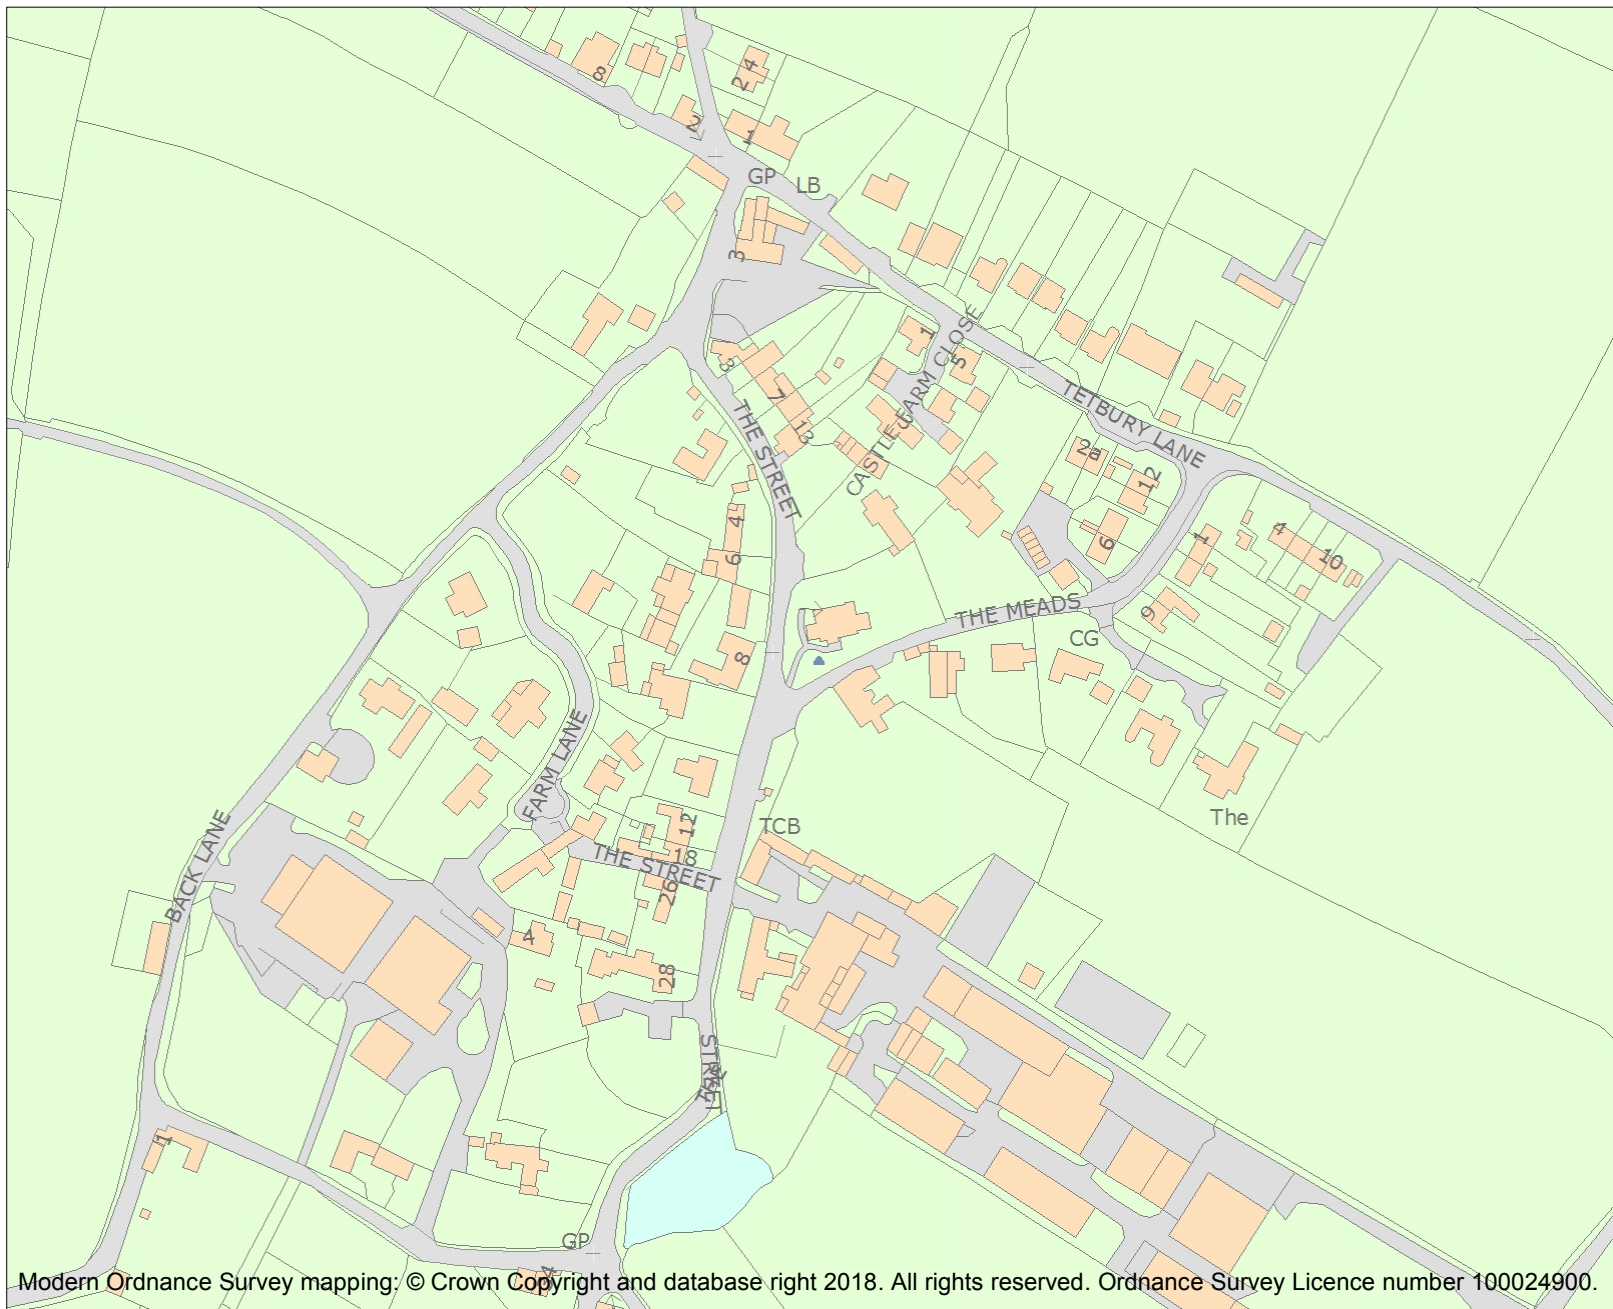 8
2 4
2
1
GP
LB
3
1
CASTLE FARM CLOSE
5
3
7
13
THE STREET
TETBURY LANE
2a
12
6
4
6
1
4
10
9
THE MEADS
CG
8
FARM LANE
The
TCB
12
18
THE STREET
26
BACK LANE
4
28
STREET
1
GP
4
Modern Ordnance Survey mapping: © Crown Copyright and database right 2018. All rights reserved. Ordnance Survey Licence number 100024900.